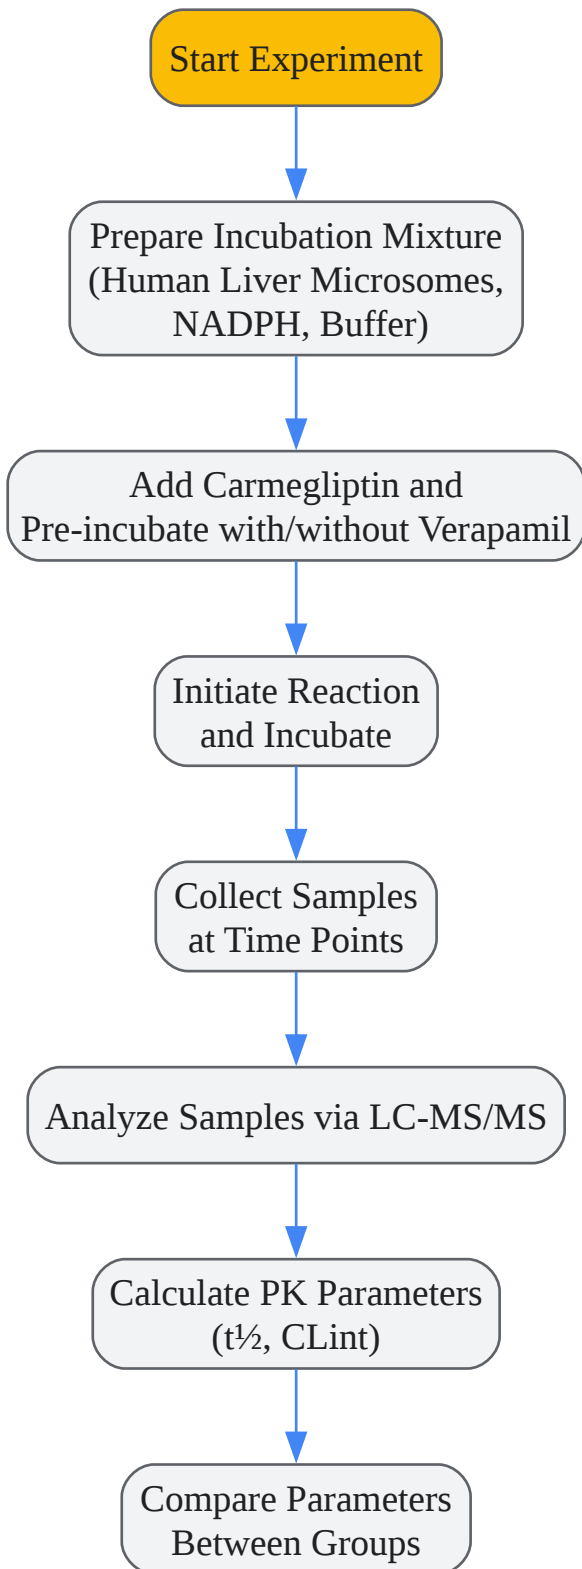 Start Experiment
Prepare Incubation Mixture
(Human Liver Microsomes,
NADPH, Buffer)
Add Carmegliptin and
Pre-incubate with/without Verapamil
Initiate Reaction
and Incubate
Collect Samples
at Time Points
Analyze Samples via LC-MS/MS
Calculate PK Parameters
(t½, CLint)
Compare Parameters
Between Groups